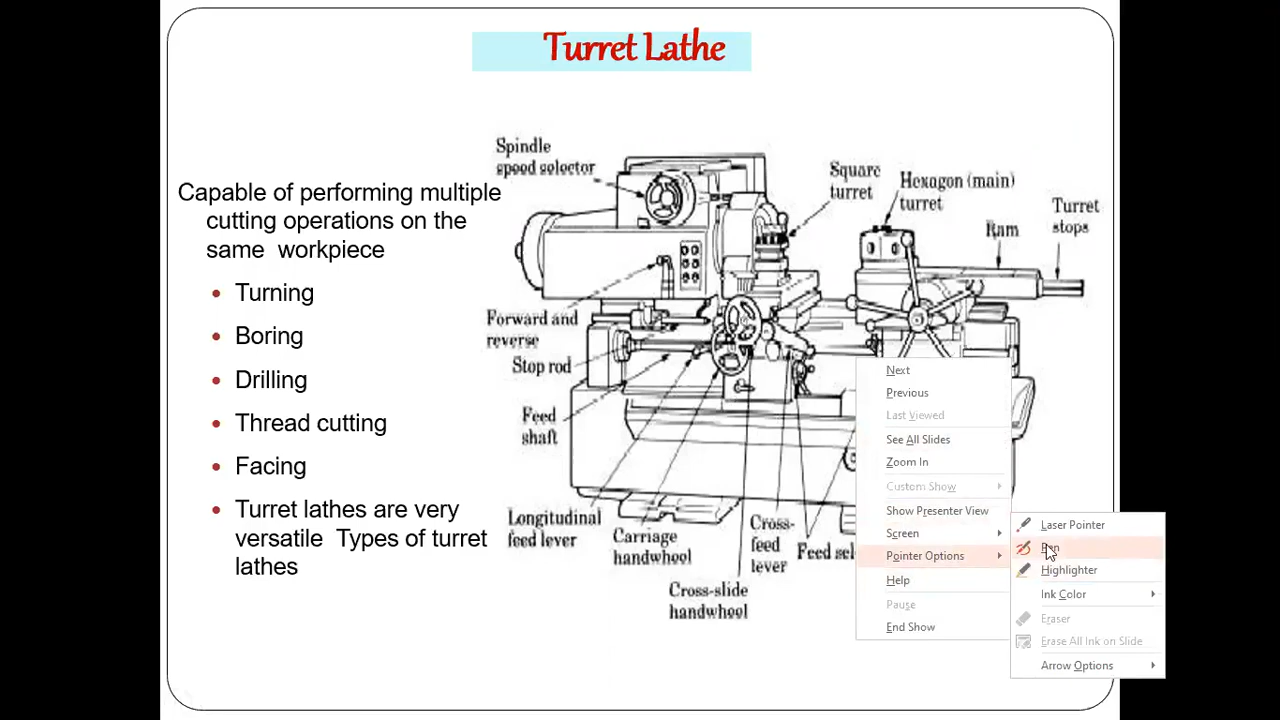 Turret Lathe
Capable of performing multiple
cutting operations on the
same workpiece
Turning
Boring
Drilling
Thread cutting
Facing
Turret lathes are very
versatile Types of turret
lathes
Spindle
speed selector
Square
turret
Hexagon (main)
turret
Ram
Turret
stops
Forward and
reverse
Stop rod
Feed
shaft
Longitudinal
feed lever
Carriage
handwheel
Cross-slide
handwheel
Cross-
feed
lever
Feed sel
Next
Previous
Last Viewed
See All Slides
Zoom In
Custom Show
Show Presenter View
Screen
Pointer Options
Help
Pause
End Show
Laser Pointer
Pen
Highlighter
Ink Color
Eraser
Erase All Ink on Slide
Arrow Options